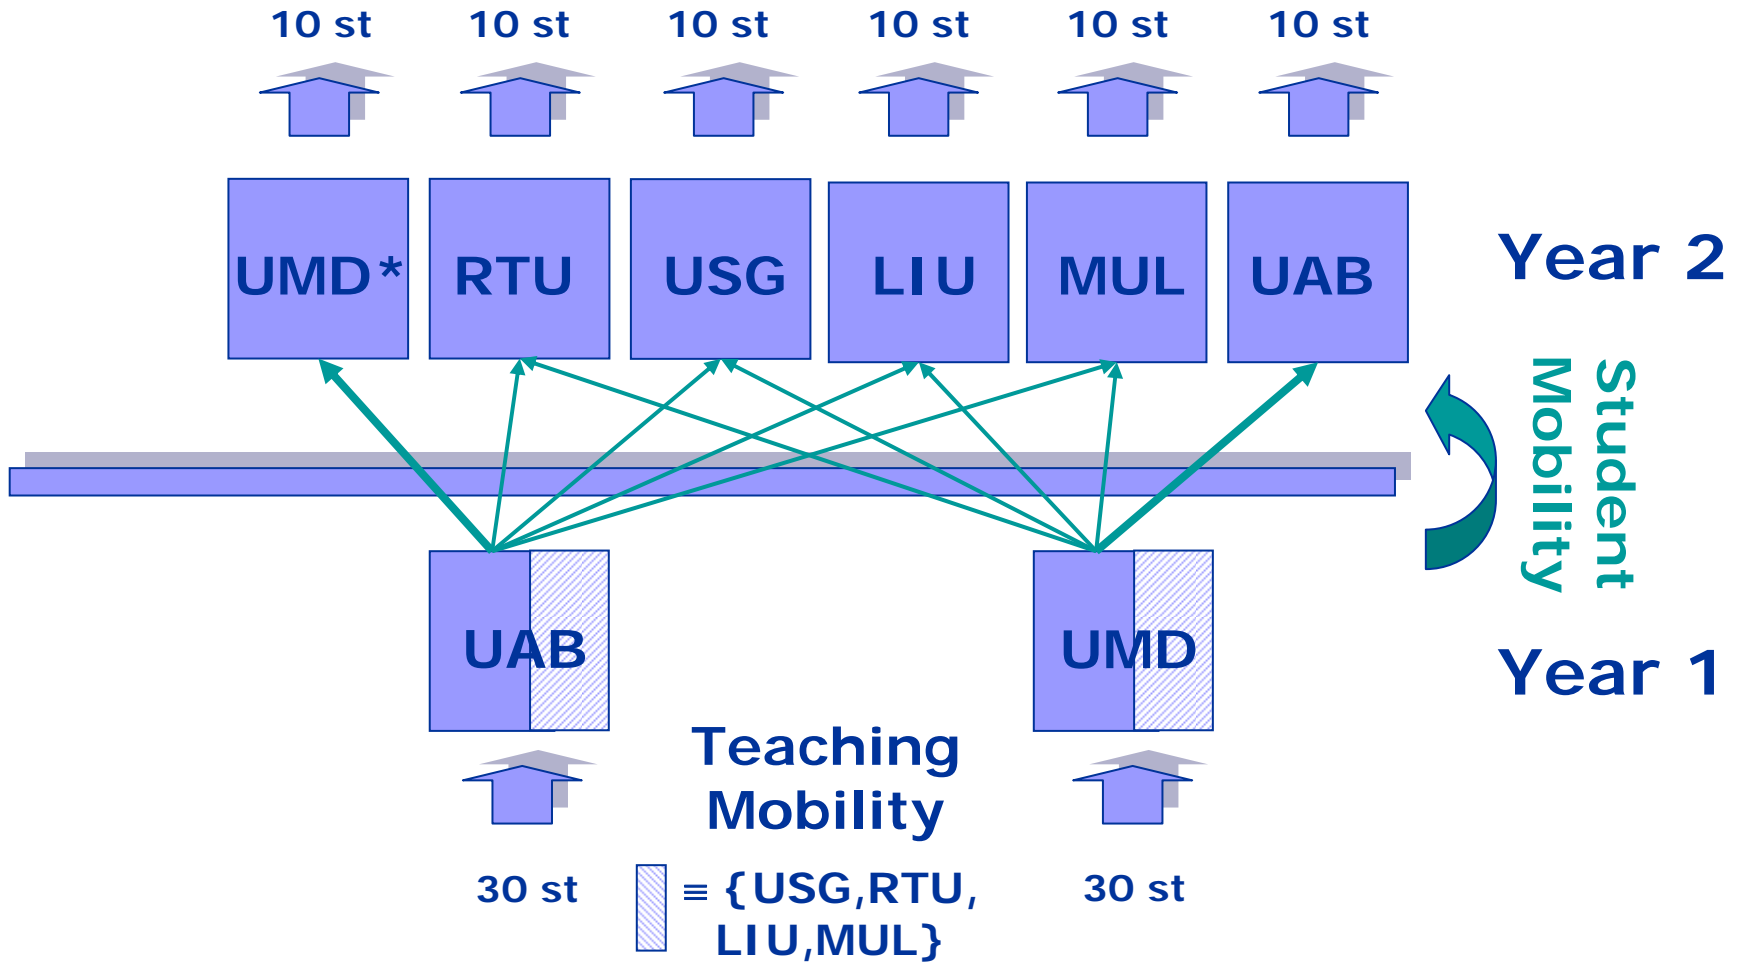 10 st 10 st 10 st 10 st 10 st 10 st
UMD* RTU USG LIU MUL UAB
Year 2
Student
Mobility
UAB UMD
Year 1
Teaching
Mobility
30 st 30 st
≡ {USG,RTU,
LIU,MUL}